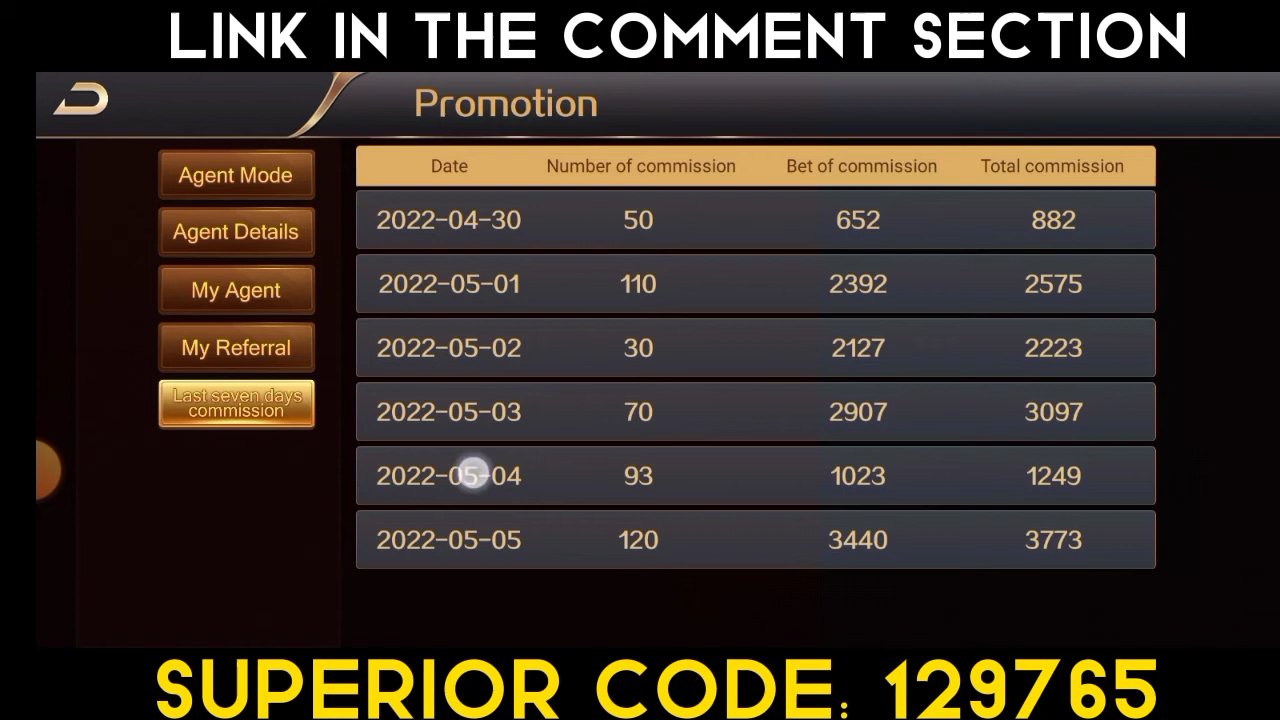 LINK IN THE COMMENT SECTION
Promotion
Agent Mode
Agent Details
My Agent
My Referral
Last seven days
commission
Date Number of commission Bet of commission Total commission
2022-04-30 50 652 882
2022-05-01 110 2392 2575
2022-05-02 30 2127 2223
2022-05-03 70 2907 3097
2022-05-04 93 1023 1249
2022-05-05 120 3440 3773
SUPERIOR CODE: 129765